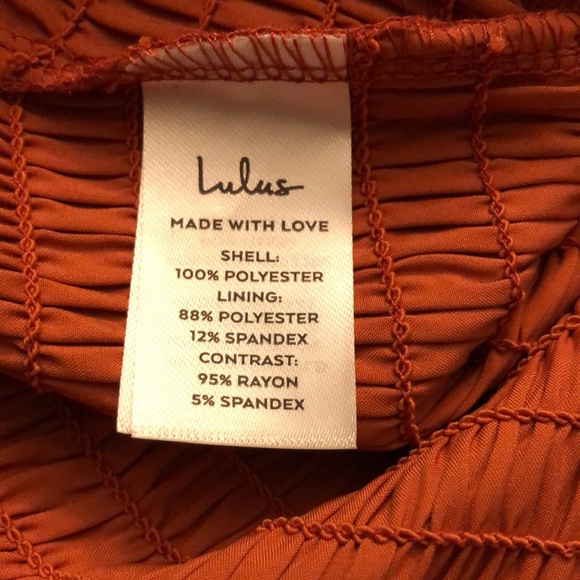 Lulus
MADE WITH LOVE
SHELL:
100% POLYESTER
LINING:
88% POLYESTER
12% SPANDEX
CONTRAST:
95% RAYON
5% SPANDEX